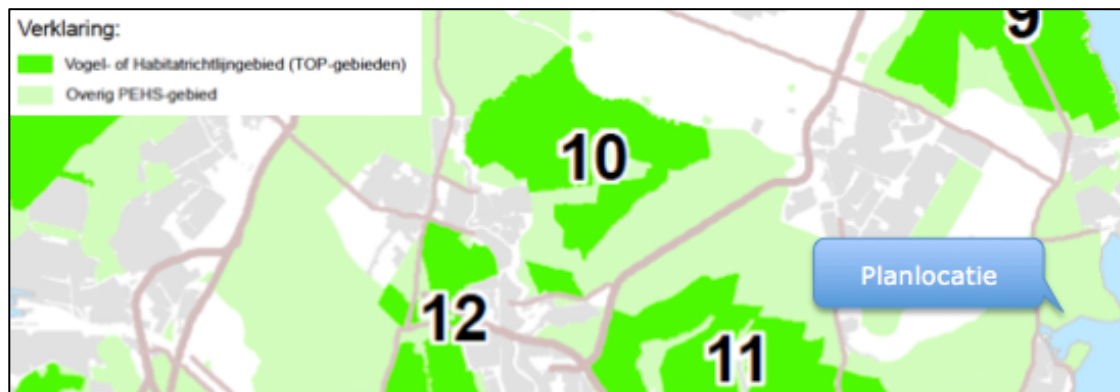 Verklaring:
Vogel- of Habitatrichtlijngebied (TOP-gebieden)
Overig PEHS-gebied
9
10
Planlocatie
12
11